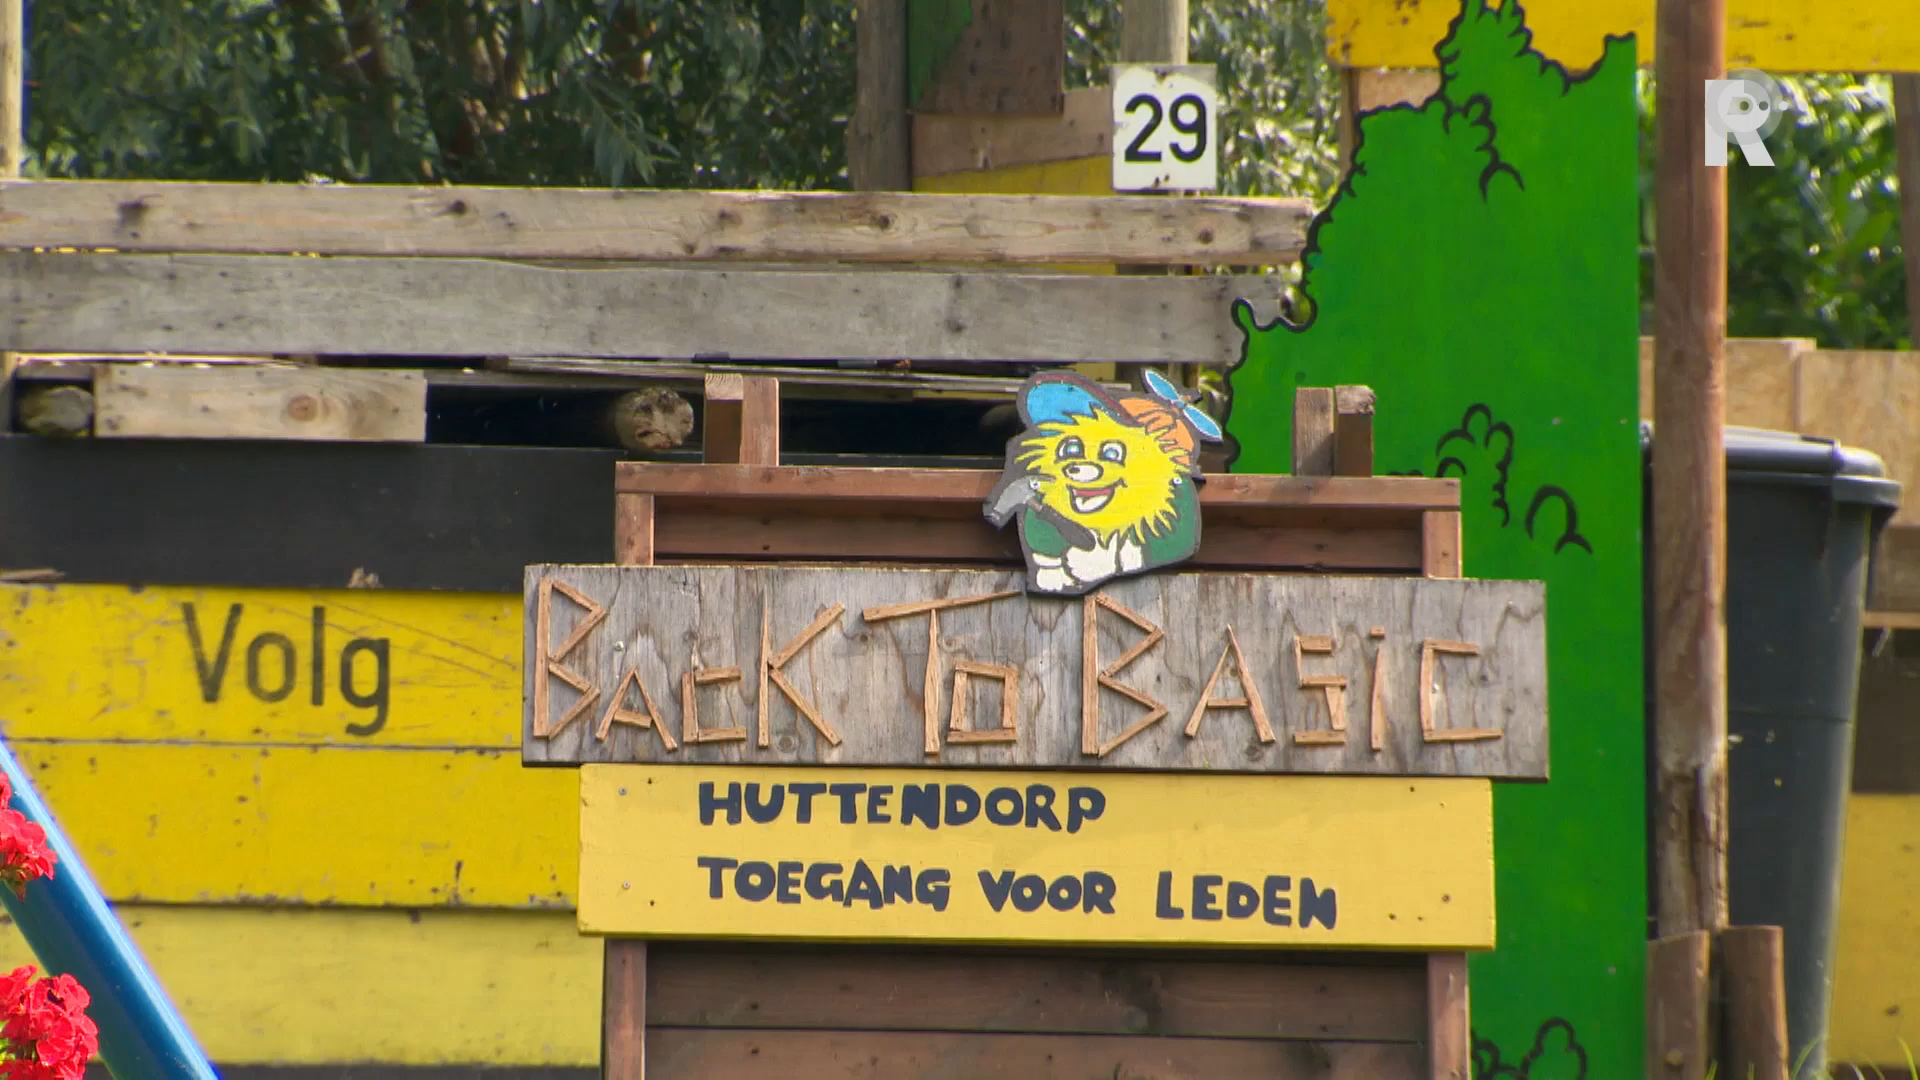 29
R
Volg
BACK TO BASiC
HUTTENDORP
TOEGANG VOOR LEDEN